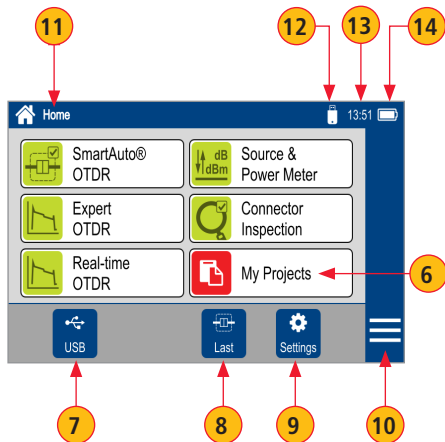 11
12
13
14
Home
13:51
SmartAuto®
OTDR
dB
dBm
Source &
Power Meter
Expert
OTDR
Connector
Inspection
Real-time
OTDR
My Projects
6
USB
Last
Settings
7
8
9
10